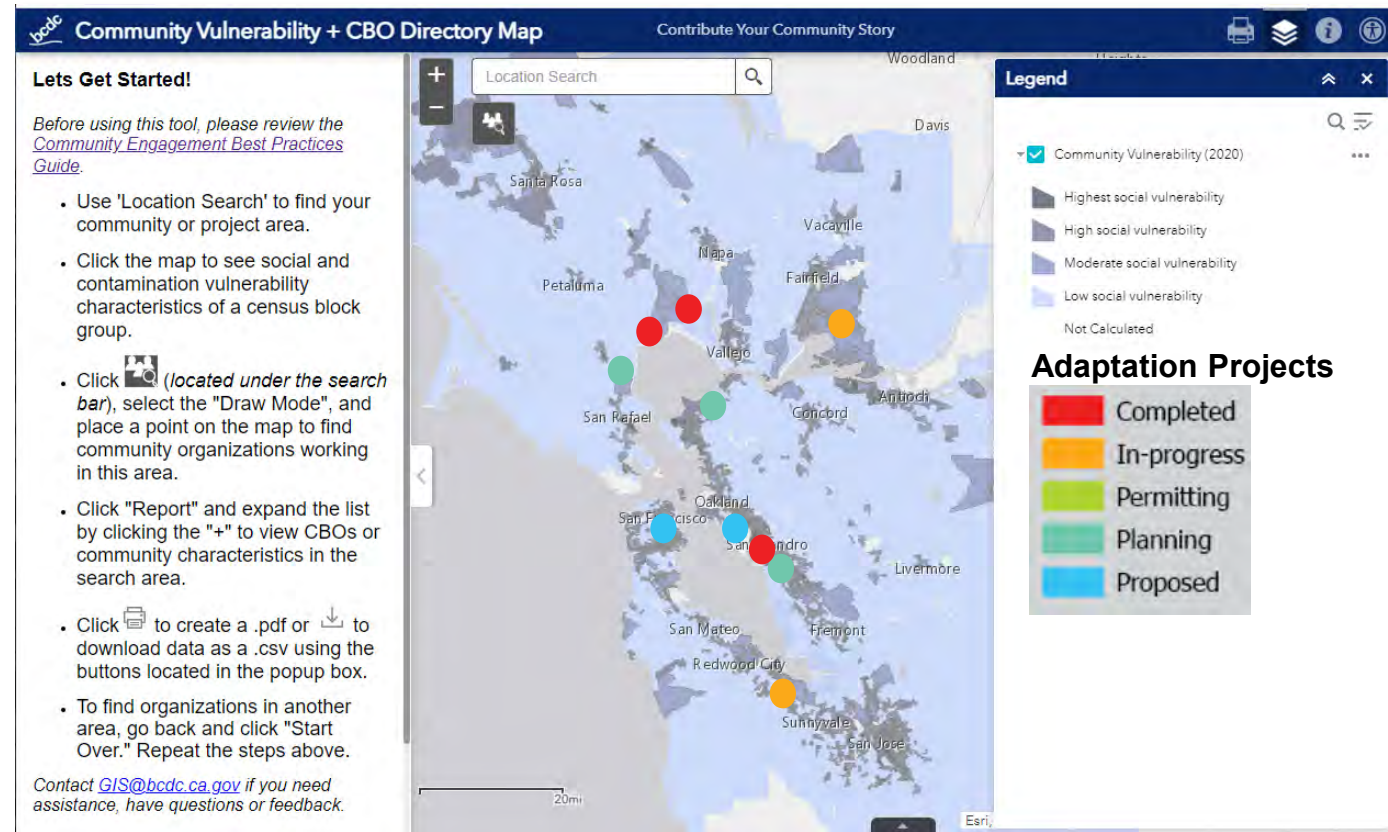 bcdc Community Vulnerability + CBO Directory Map
Contribute Your Community Story
Lets Get Started!
Before using this tool, please review the
Community Engagement Best Practices
Guide.
• Use 'Location Search' to find your
community or project area.
• Click the map to see social and
contamination vulnerability
characteristics of a census block
group.
• Click (located under the search
bar), select the "Draw Mode", and
place a point on the map to find
community organizations working
in this area.
• Click "Report" and expand the list
by clicking the "+" to view CBOs or
community characteristics in the
search area.
• Click to create a .pdf or to
download data as a .csv using the
buttons located in the popup box.
• To find organizations in another
area, go back and click "Start
Over." Repeat the steps above.
Contact GIS@bcdc.ca.gov if you need
assistance, have questions or feedback.
+
−
Location Search
Woodland
Davis
Santa Rosa
Vacaville
Napa
Fairfield
Petaluma
Vallejo
Antioch
Concord
San Rafael
Oakland
San F cisco
San ndro
Livermore
San Mateo
Fremont
Redwood City
Sunnyvale
San Jose
20mi
Esri,
Legend
Community Vulnerability (2020)
Highest social vulnerability
High social vulnerability
Moderate social vulnerability
Low social vulnerability
Not Calculated
Adaptation Projects
Completed
In-progress
Permitting
Planning
Proposed